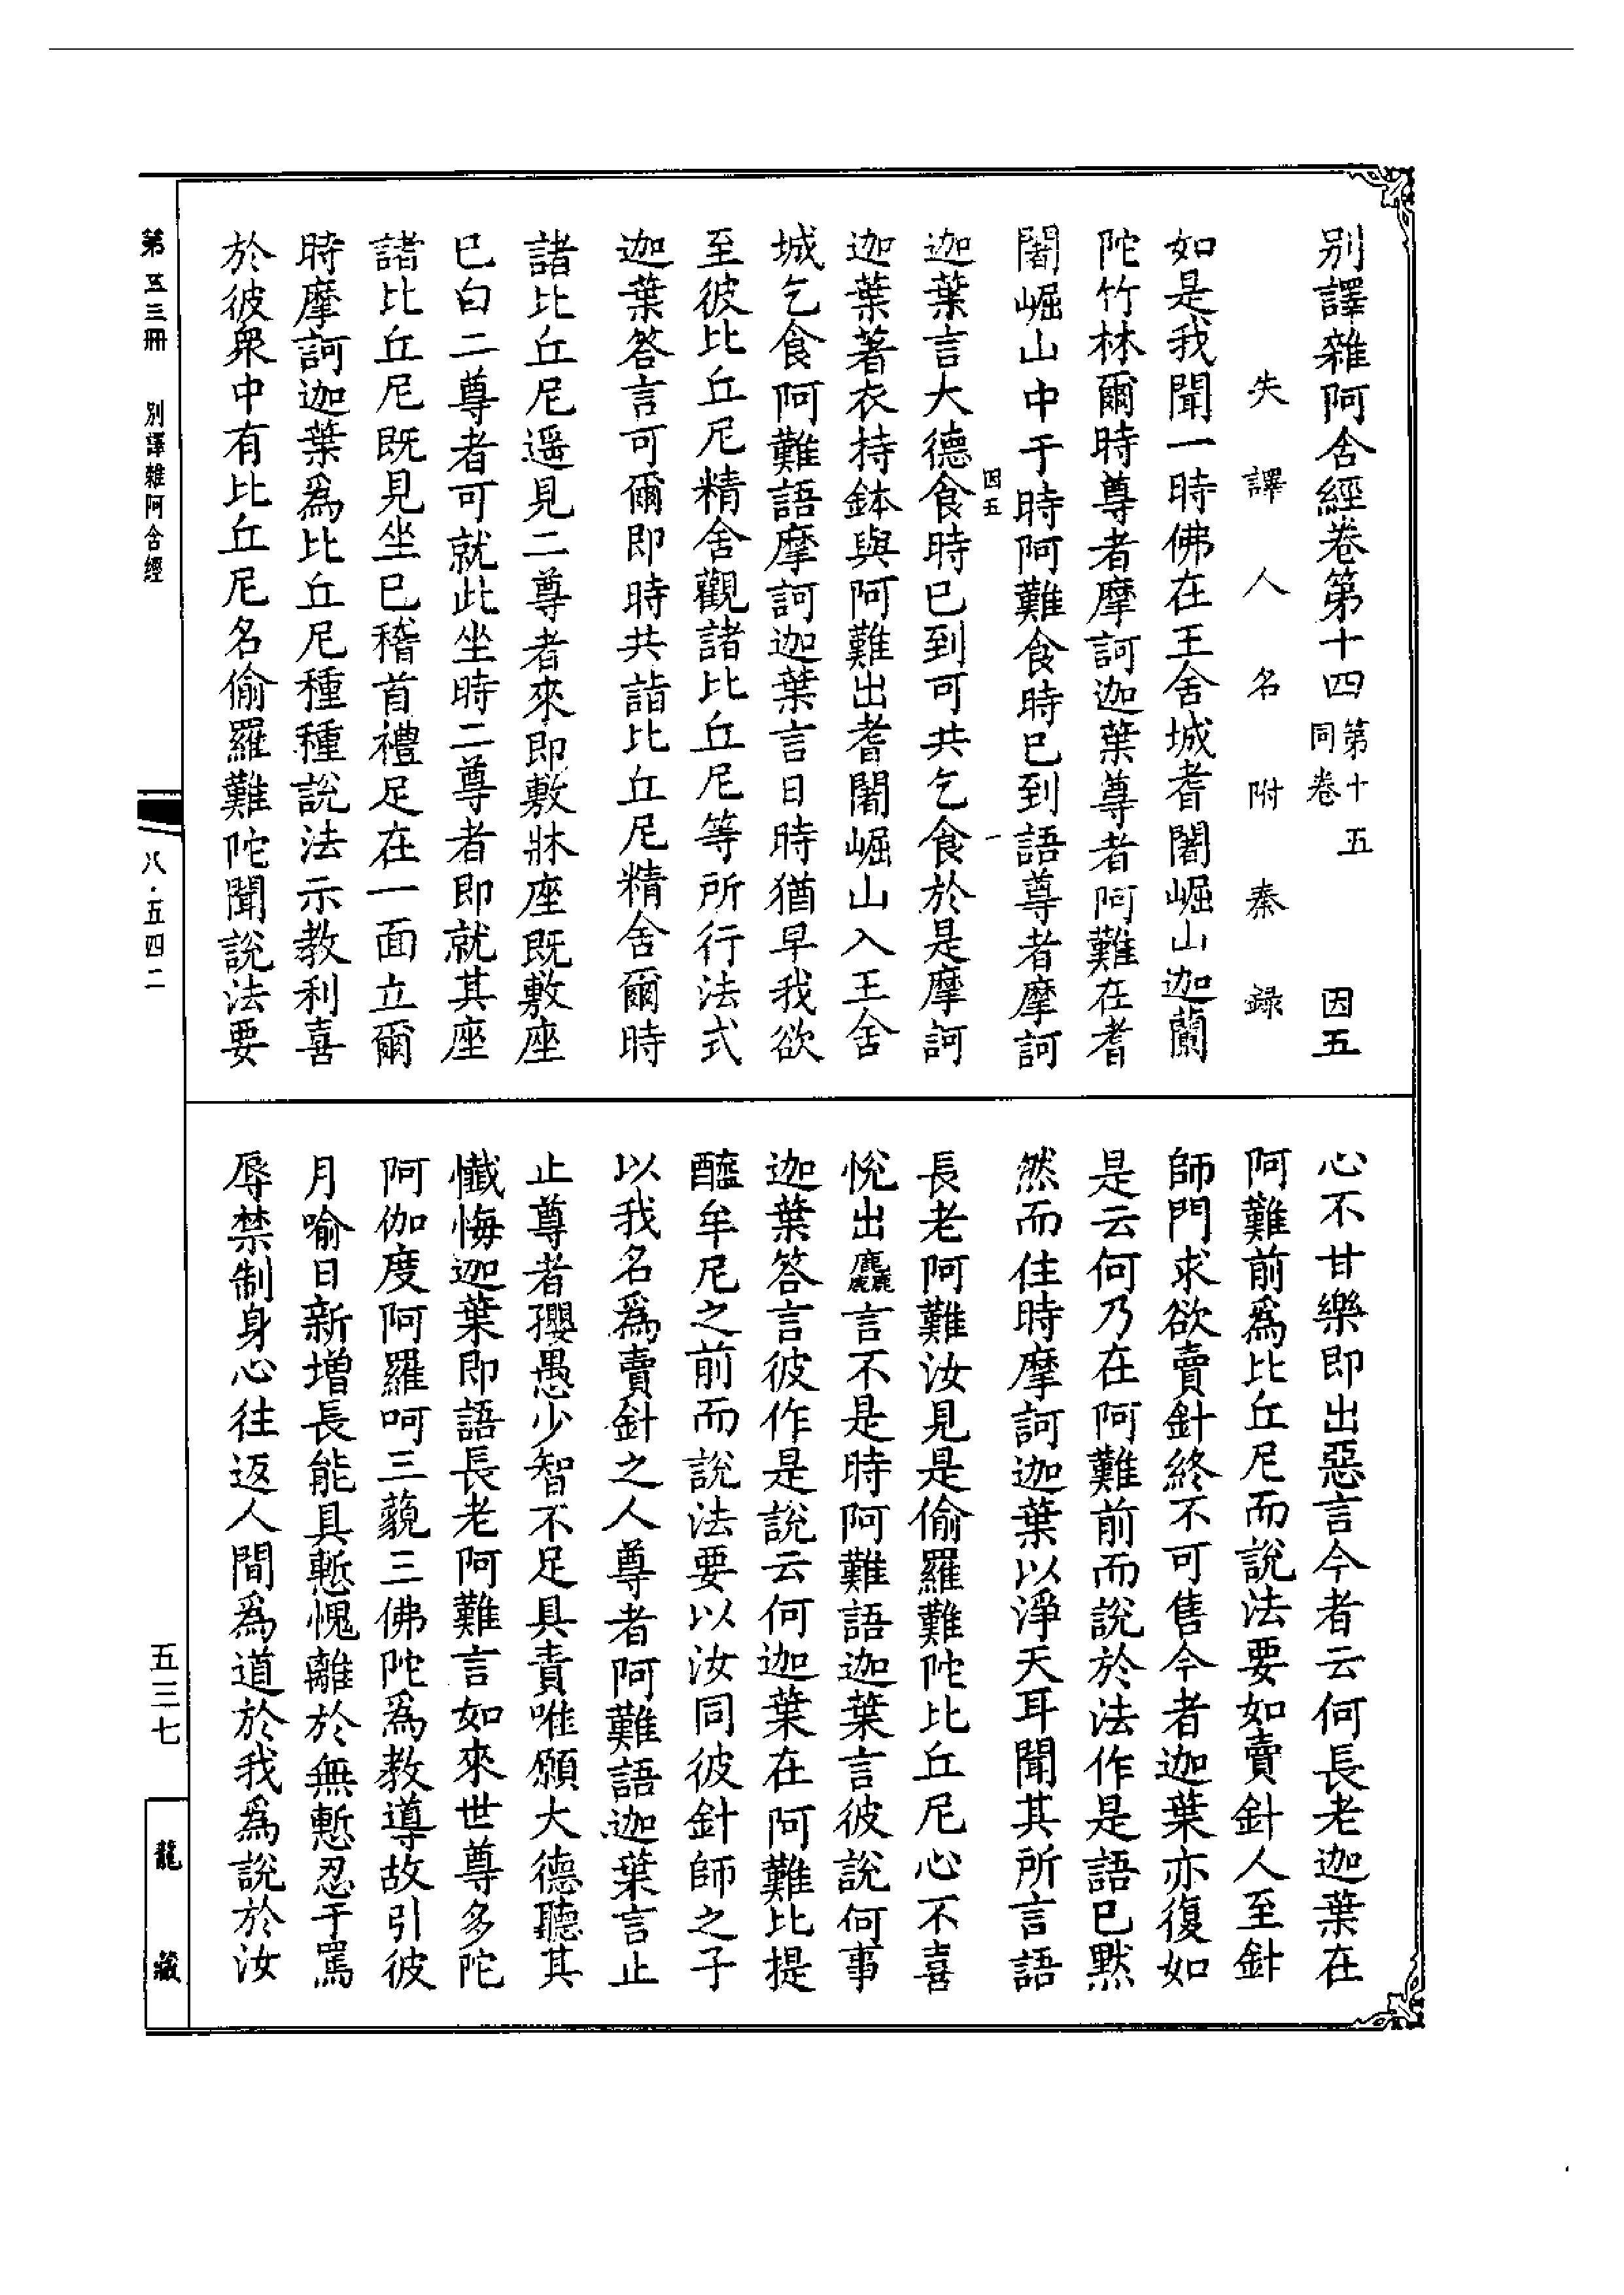 别譯雜阿含經卷第十四 第十五同卷 因五
失譯人名附秦録
如是我聞一時佛在王舍城耆闍崛山迦蘭
陀竹林爾時尊者摩訶迦葉尊者阿難在耆
闍崛山中于時阿難食時已到語尊者摩訶
因五 一
迦葉言大德食時已到可共乞食於是摩訶
迦葉著衣持鉢與阿難出耆闍崛山入王舍
城乞食阿難語摩訶迦葉言日時猶早我欲
至彼比丘尼精舍觀諸比丘尼等所行法式
迦葉答言可爾即時共詣比丘尼精舍爾時
諸比丘尼遥見二尊者來即敷牀座既敷座
已白二尊者可就此坐時二尊者即就其座
諸比丘尼既見坐已稽首禮足在一面立爾
時摩訶迦葉爲比丘尼種種説法示教利喜
於彼衆中有比丘尼名偷羅難陀聞説法要
心不甘樂即出惡言今者云何長老迦葉在
阿難前爲比丘尼而説法要如賣針人至針
師門求欲賣針終不可售今者迦葉亦復如
是云何乃在阿難前而説於法作是語已黙
然而住時摩訶迦葉以淨天耳聞其所言語
長老阿難汝見是偷羅難陀比丘尼心不喜
悦出麤言不是時阿難語迦葉言彼説何事
迦葉答言彼作是説云何迦葉在阿難比提
醯牟尼之前而説法要以汝同彼針師之子
以我名爲賣針之人尊者阿難語迦葉言止
止尊者孾愚少智不足具責唯願大德聽其
懺悔迦葉即語長老阿難言如來世尊多陀
阿伽度阿羅呵三藐三佛陀爲教導故引彼
月喻日新增長能具慙愧離於無慙忍于罵
辱禁制身心往返人間爲道於我爲説於汝
第五三冊 別譯雜阿含經
八·五四二
五三七
龍藏